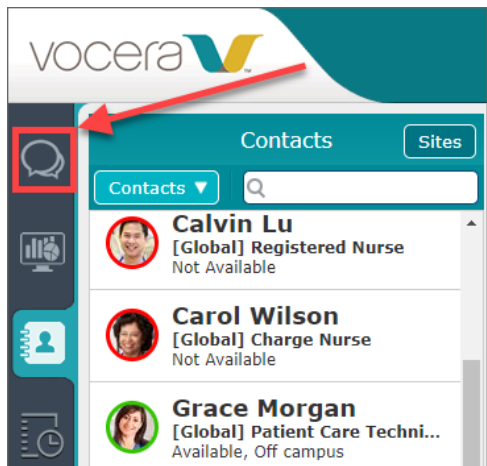 vocera
Contacts
Sites
Contacts ▼
Calvin Lu
[Global] Registered Nurse
Not Available
Carol Wilson
[Global] Charge Nurse
Not Available
Grace Morgan
[Global] Patient Care Techni...
Available, Off campus